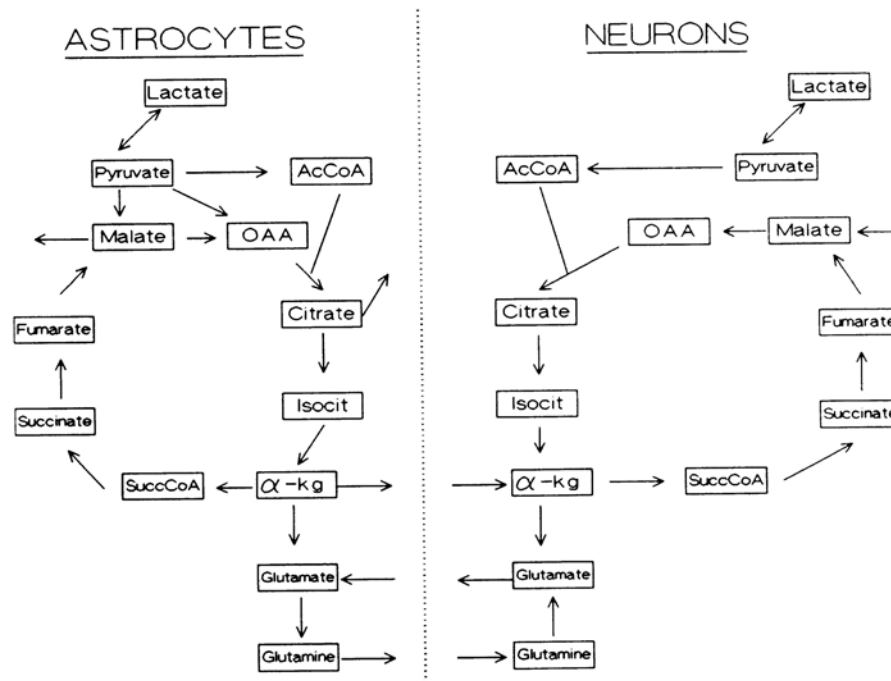 ASTROCYTES
Lactate
Pyruvate
AcCoA
Malate
OAA
Citrate
Fumarate
Isocit
Succinate
SuccCoA
α-kg
Glutamate
Glutamine
NEURONS
Lactate
AcCoA
Pyruvate
OAA
Malate
Citrate
Fumarate
Isocit
Succinate
α-kg
SuccCoA
Glutamate
Glutamine